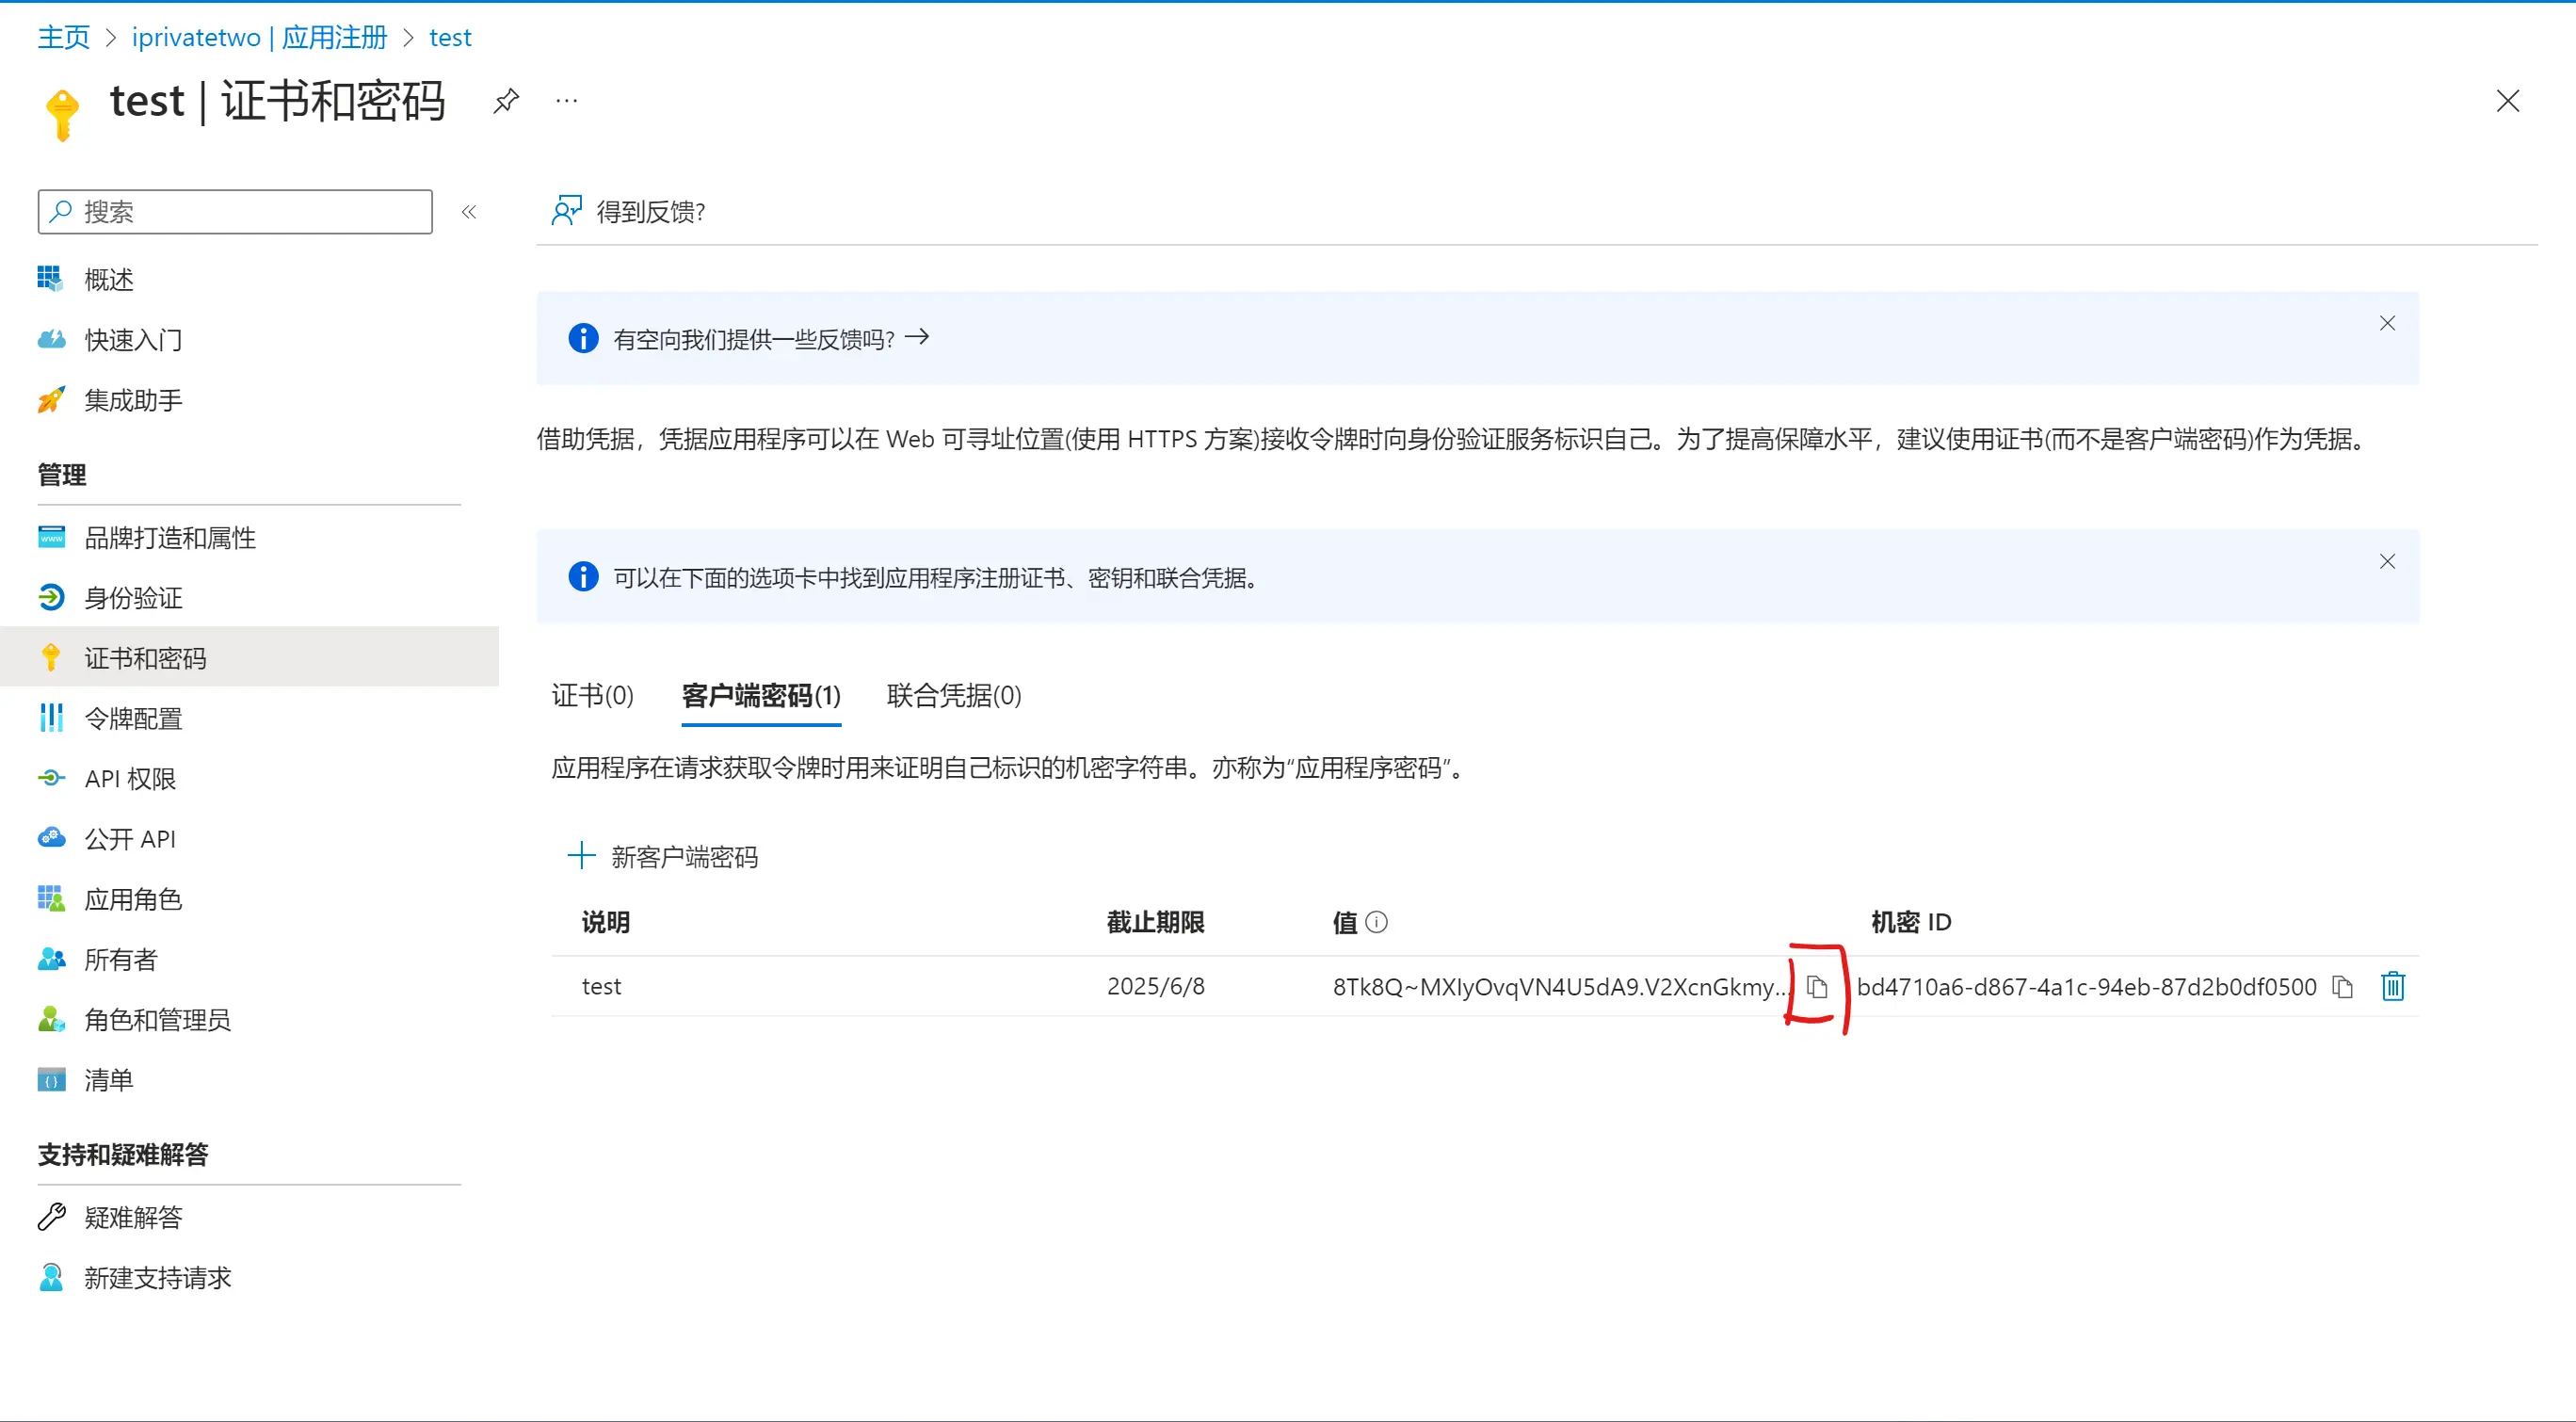 主页 > iprivatetwo | 应用注册 > test
test | 证书和密码 ...
搜索
概述
快速入门
集成助手
管理
品牌打造和属性
身份验证
证书和密码
令牌配置
API 权限
公开 API
应用角色
所有者
角色和管理员
清单
支持和疑难解答
疑难解答
新建支持请求
得到反馈?
有空向我们提供一些反馈吗? →
借助凭据，凭据应用程序可以在 Web 可寻址位置(使用 HTTPS 方案)接收令牌时向身份验证服务标识自己。为了提高保障水平，建议使用证书(而不是客户端密码)作为凭据。
可以在下面的选项卡中找到应用程序注册证书、密钥和联合凭据。
证书(0) 客户端密码(1) 联合凭据(0)
应用程序在请求获取令牌时用来证明自己标识的机密字符串。亦称为“应用程序密码”。
新客户端密码
说明 截止期限 值 机密 ID
test 2025/6/8 8Tk8Q~MXIyOvqVN4U5dA9.V2XcnGkmy... bd4710a6-d867-4a1c-94eb-87d2b0df0500